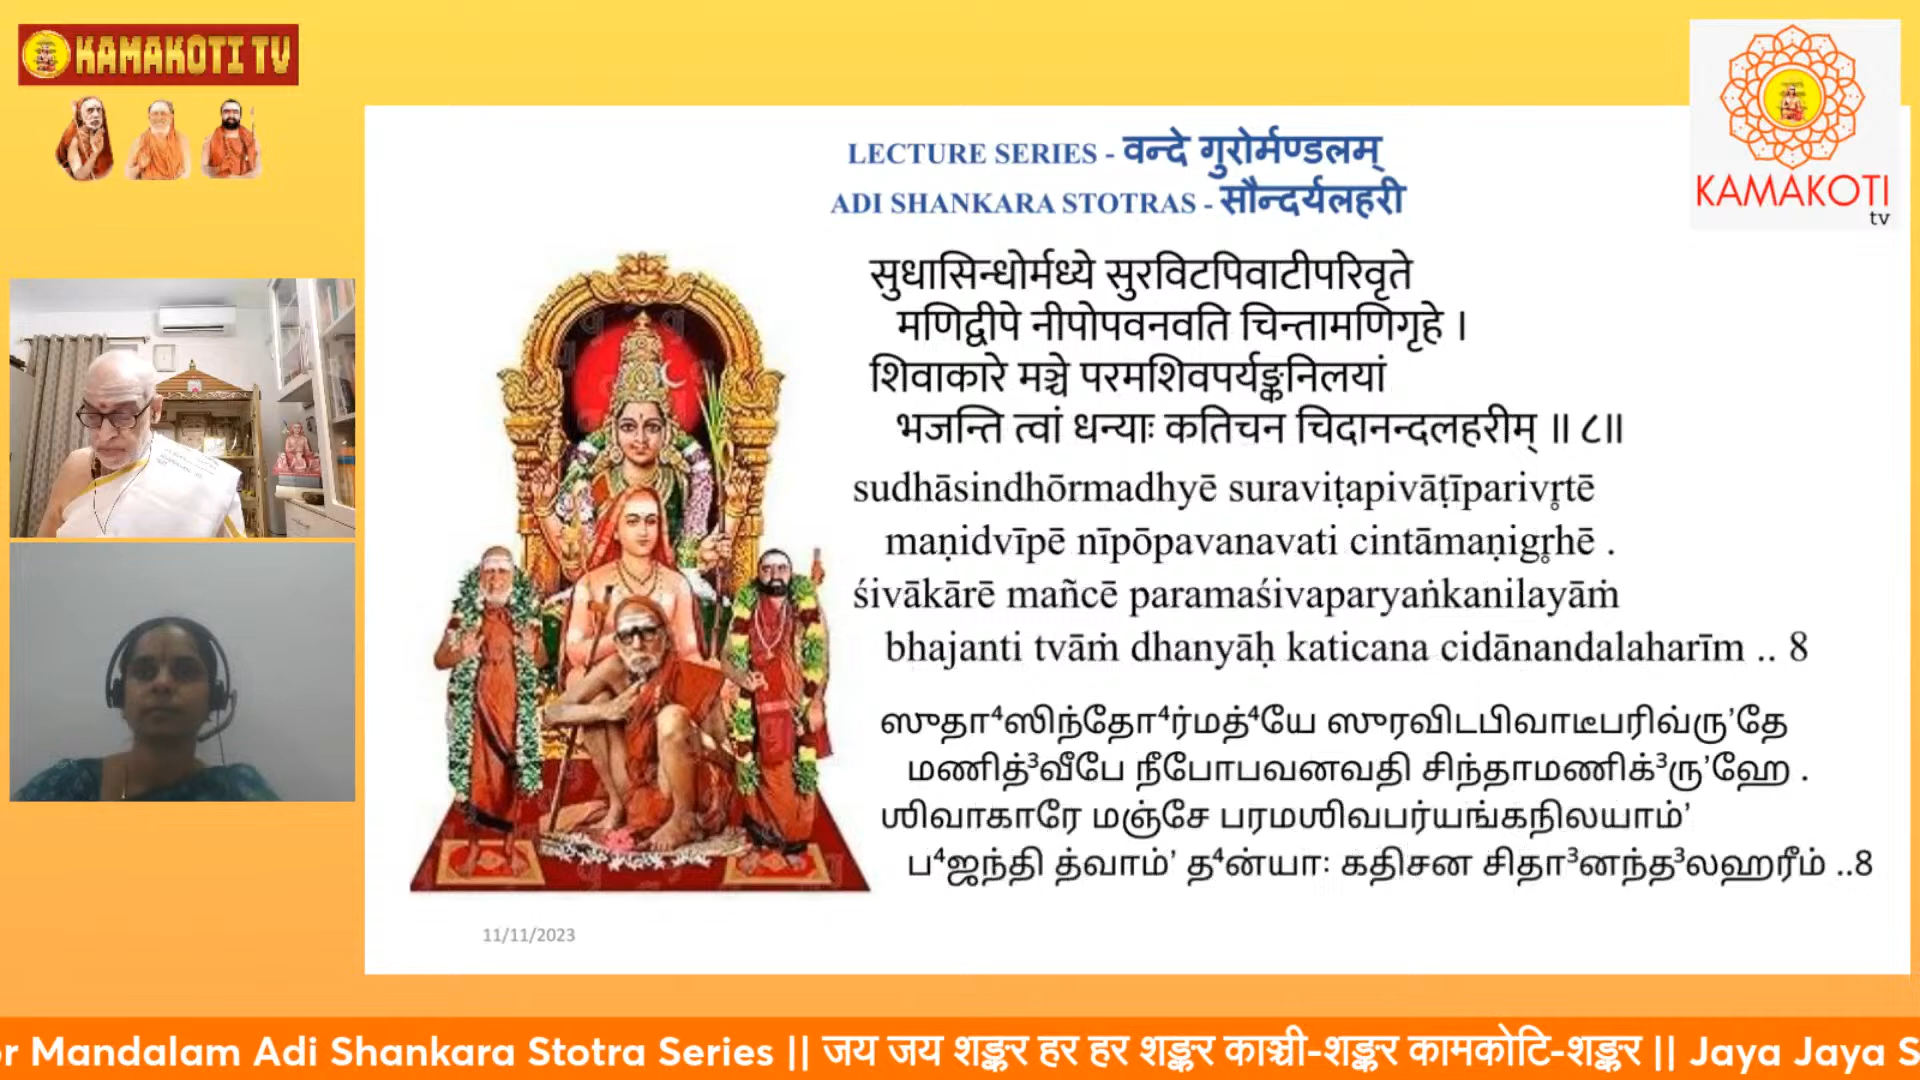 KAMAKOTI TV
KAMAKOTI
tv
LECTURE SERIES - वन्दे गुरोर्मण्डलम्
ADI SHANKARA STOTRAS - सौन्दर्यलहरी
सुधासिन्धोर्मध्ये सुरविटपिवाटीपरिवृते
मणिद्वीपे नीपोपवनवति चिन्तामणिगृहे ।
शिवाकारे मञ्चे परमशिवपर्यङ्कनिलयां
भजन्ति त्वां धन्याः कतिचन चिदानन्दलहरीम् ॥ ८॥
sudhāsindhōrmadhyē suraviṭapivāṭīparivr̥tē
maṇidvīpē nīpōpavanavati cintāmaṇigr̥hē .
śivākārē mañcē paramaśivaparyaṅkanilayāṁ
bhajanti tvāṁ dhanyāḥ katicana cidānandalaharīm .. 8
ஸுதா⁴ஸிந்தோ⁴ர்மத்⁴யே ஸுரவிடபிவாடீபரிவ்ரு’தே
மணித்³வீபே நீபோபவனவதி சிந்தாமணிக்³ரு’ஹே .
ஶிவாகாரே மஞ்சே பரமஶிவபர்யங்கநிலயாம்’
ப⁴ஜந்தி த்வாம்’ த⁴ன்யா꞉ கதிசன சிதா³னந்த³லஹரீம் ..8
11/11/2023
or Mandalam Adi Shankara Stotra Series || जय जय शङ्कर हर हर शङ्कर काञ्ची-शङ्कर कामकोटि-शङ्कर || Jaya Jaya S